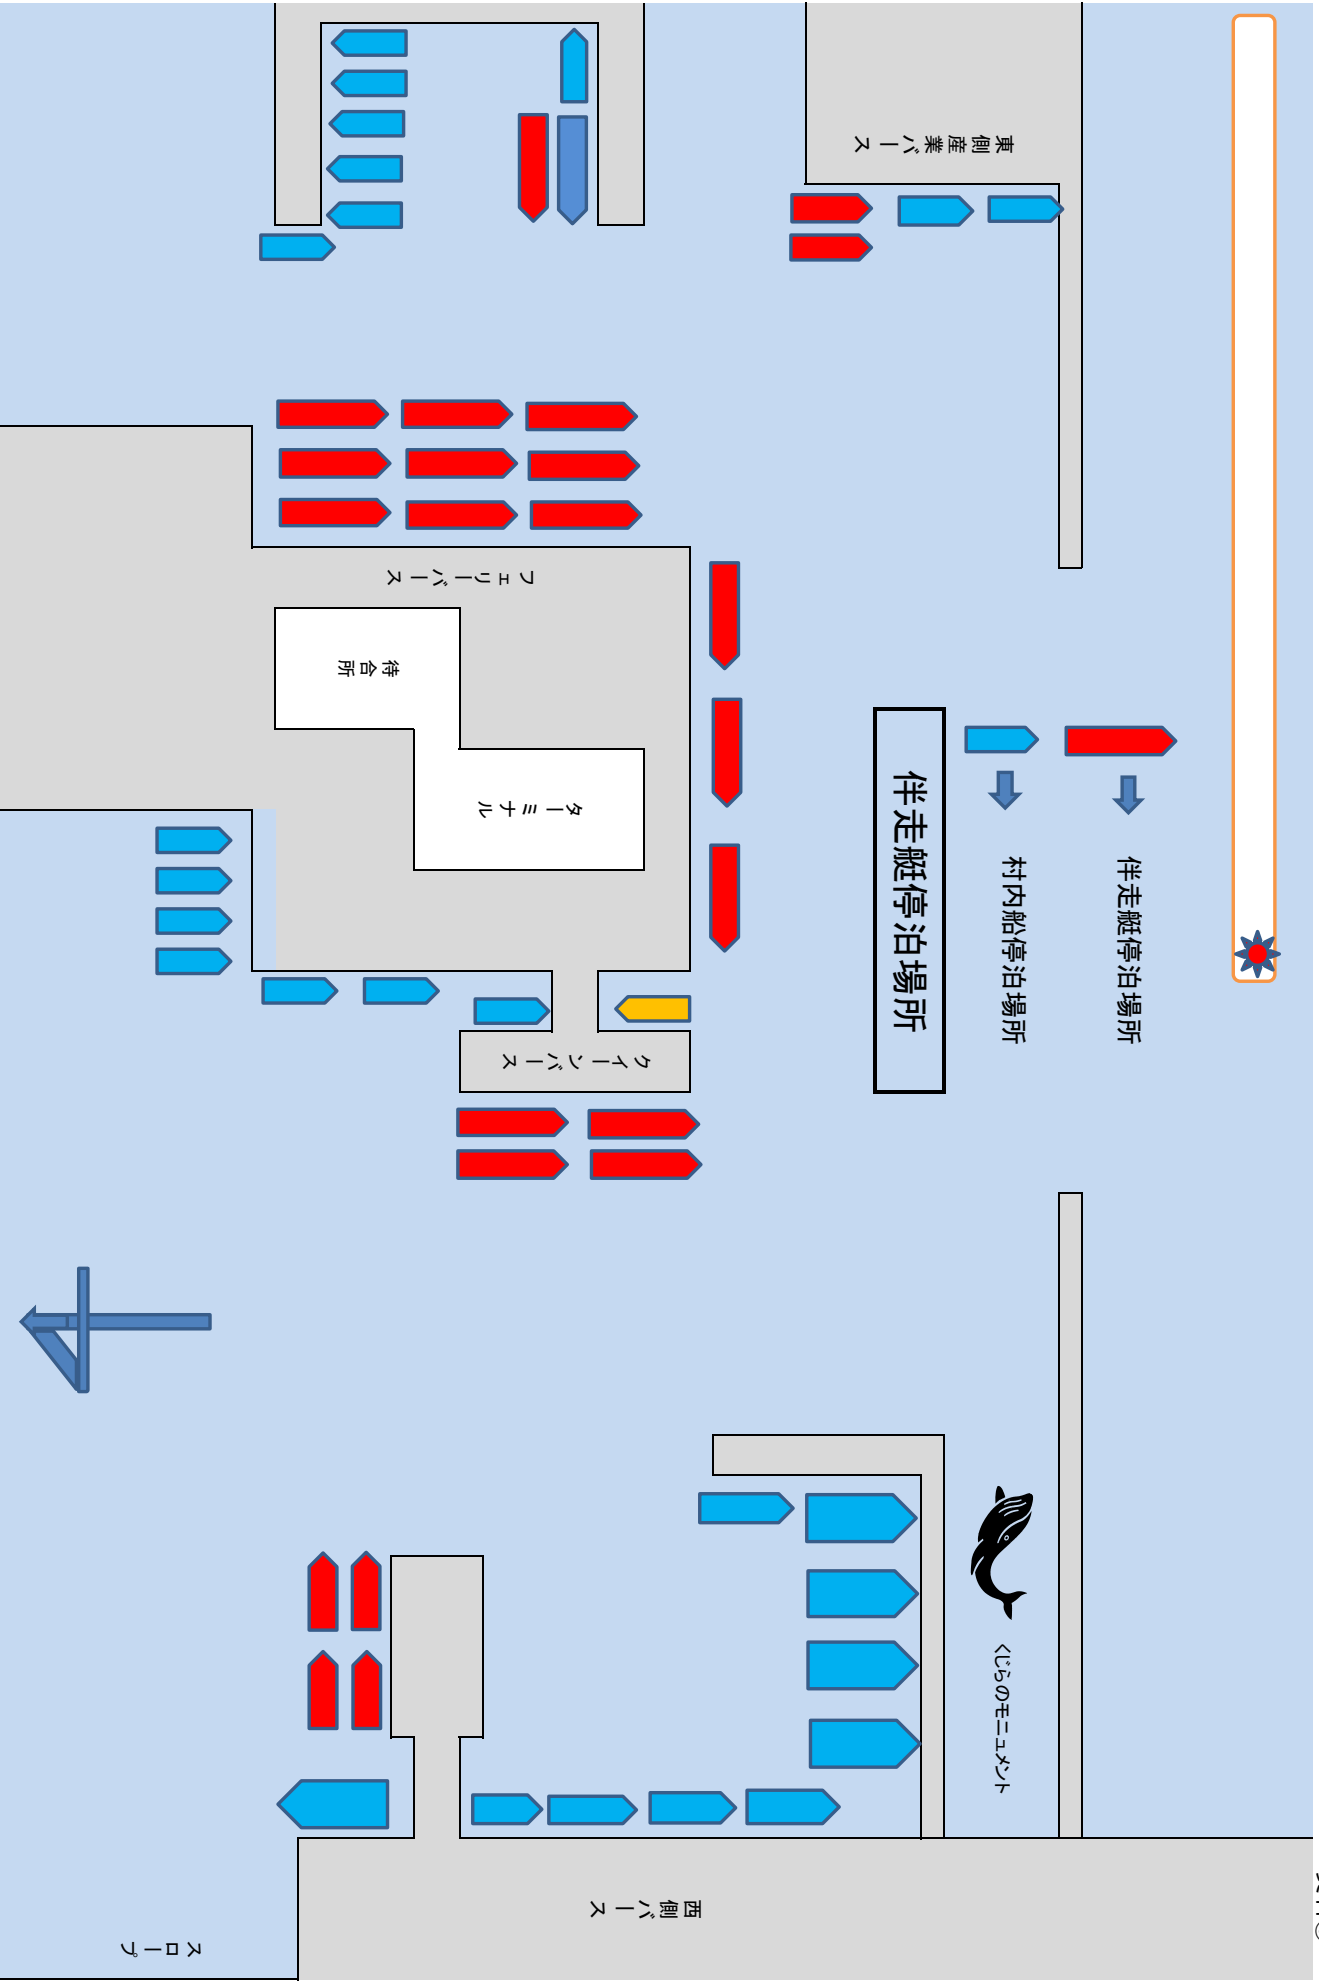 東側産業バース
フェリーバース
待合所
ターミナル
伴走艇停泊場所
村内船停泊場所
伴走艇停泊場所
クイーンバース
くじらのモニュメント
西側バース
スロープ